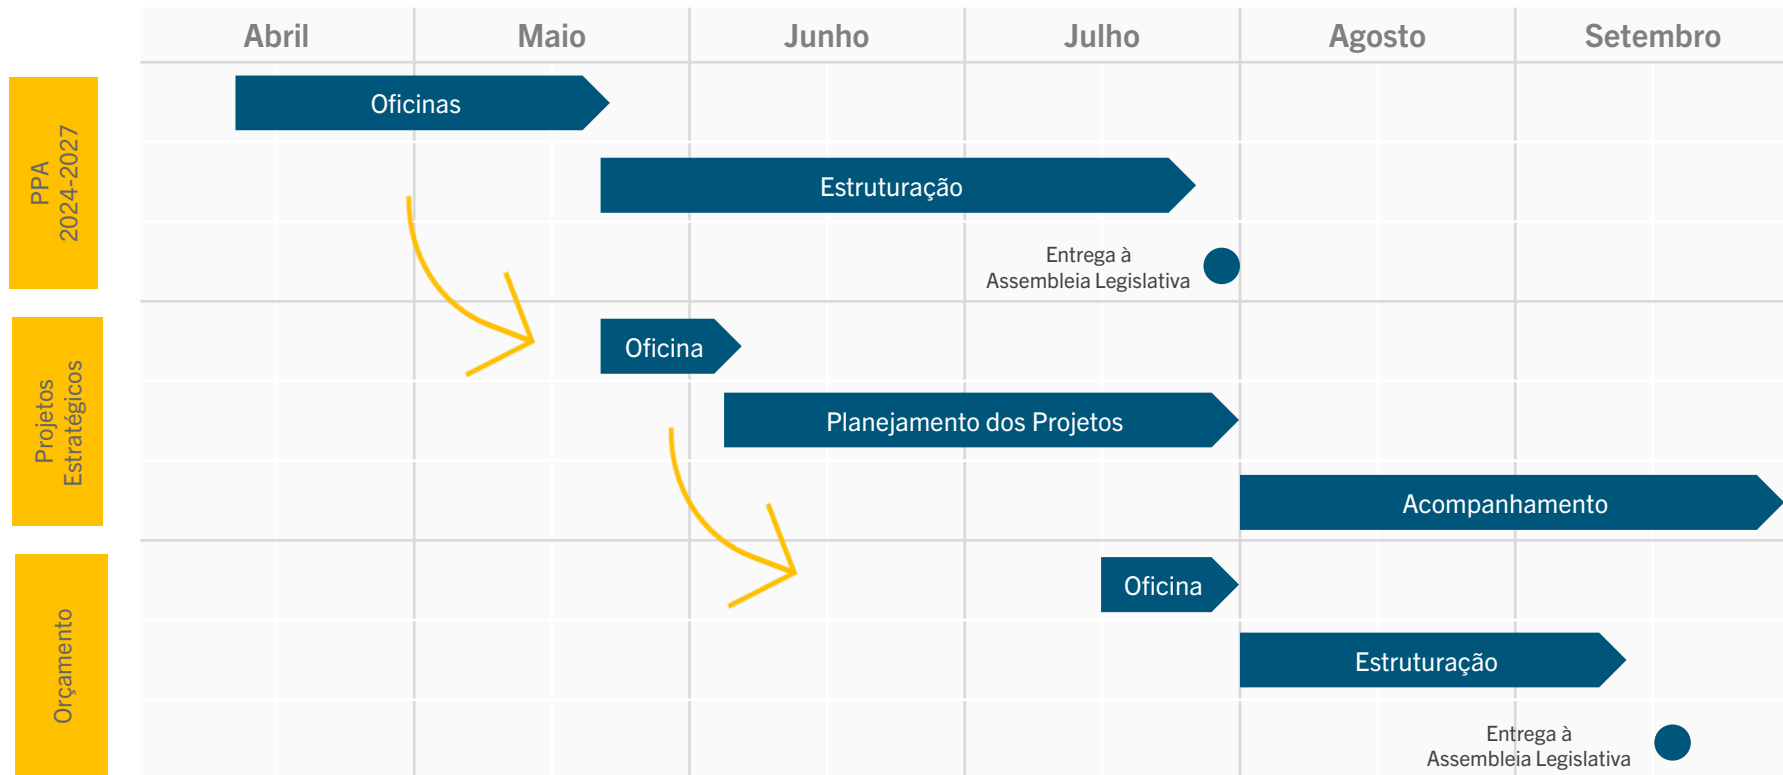 Abril
Maio
Junho
Julho
Agosto
Setembro
PPA
2024-2027
Oficinas
Estruturação
Entrega à
Assembleia Legislativa
Projetos
Estratégicos
Oficina
Planejamento dos Projetos
Acompanhamento
Orçamento
Oficina
Estruturação
Entrega à
Assembleia Legislativa